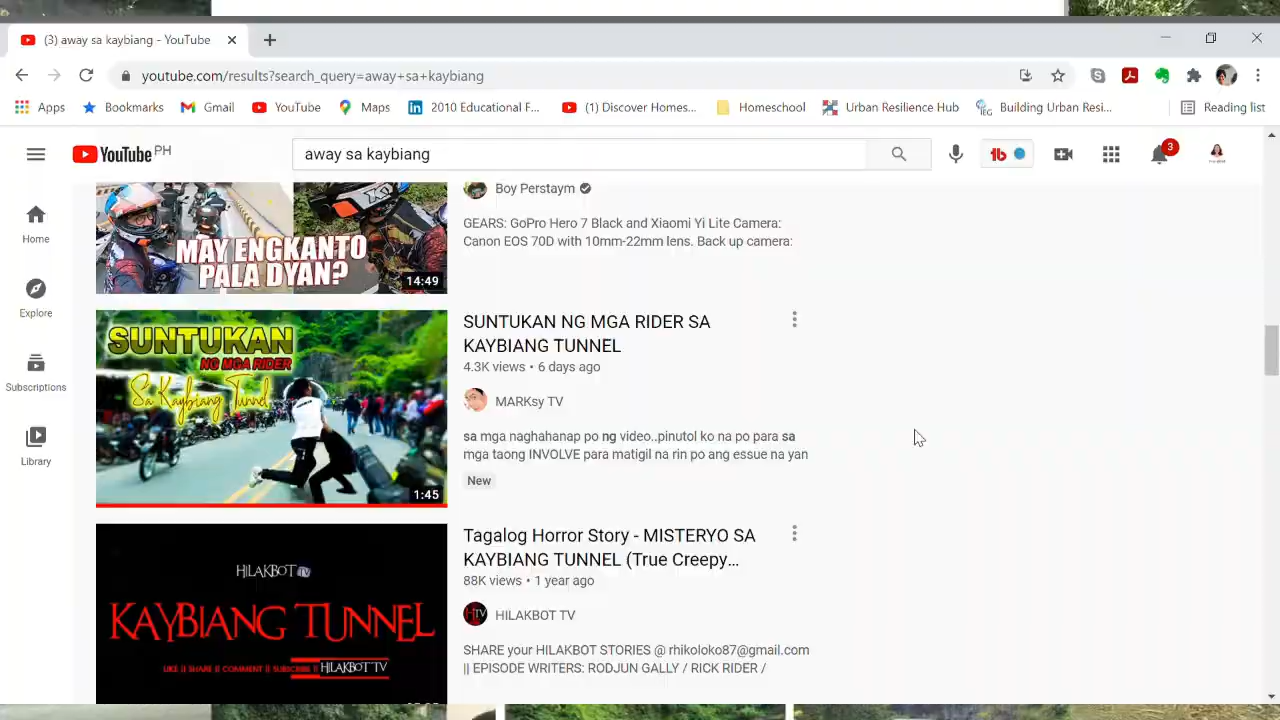 (3) away sa kaybiang - YouTube
youtube.com/results?search_query=away+sa+kaybiang
Apps
Bookmarks
Gmail
YouTube
Maps
2010 Educational F...
(1) Discover Homes...
Homeschool
Urban Resilience Hub
Building Urban Resi...
Reading list
YouTube PH
away sa kaybiang
3
Home
Explore
Subscriptions
Library
MAY ENGKANTO
PALA DYAN?
14:49
Boy Perstaym
GEARS: GoPro Hero 7 Black and Xiaomi Yi Lite Camera:
Canon EOS 70D with 10mm-22mm lens. Back up camera:
SUNTUKAN
NG MGA RIDER
Sa Kaybiang Tunnel
1:45
SUNTUKAN NG MGA RIDER SA
KAYBIANG TUNNEL
4.3K views • 6 days ago
MARKsy TV
sa mga naghahanap po ng video..pinutol ko na po para sa
mga taong INVOLVE para matigil na rin po ang essue na yan
New
HILAKBOT TV
KAYBIANG TUNNEL
LIKE || SHARE || COMMENT || SUBSCRIBE || HILAKBOT TV
Tagalog Horror Story - MISTERYO SA
KAYBIANG TUNNEL (True Creepy...
88K views • 1 year ago
HILAKBOT TV
SHARE your HILAKBOT STORIES @ rhikoloko87@gmail.com
|| EPISODE WRITERS: RODJUN GALLY / RICK RIDER /